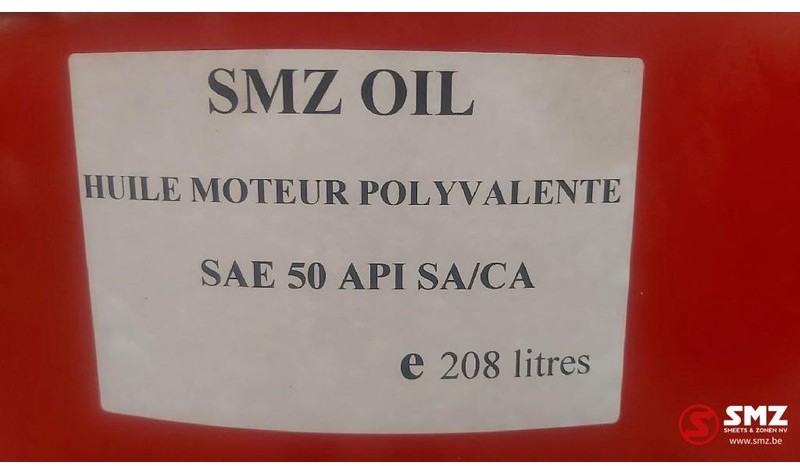 SMZ OIL
HUILE MOTEUR POLYVALENTE
SAE 50 API SA/CA
e 208 litres
SMZ
SHEETS & ZONEN NV
www.smz.be